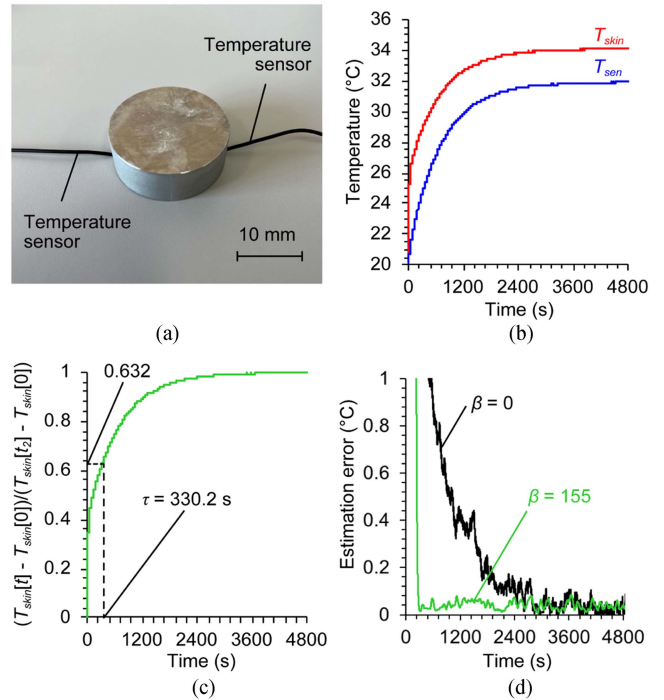 Temperature
sensor
Temperature
sensor
10 mm
(a)
Temperature (°C)
36
34
32
30
28
26
24
22
20
T_skin
T_sen
0 1200 2400 3600 4800
Time (s)
(b)
(T_skin[t] - T_skin[0])/(T_skin[t_2] - T_skin[0])
1
0.8
0.6
0.4
0.2
0
0.632
τ = 330.2 s
0 1200 2400 3600 4800
Time (s)
(c)
Estimation error (°C)
1
0.8
0.6
0.4
0.2
0
β = 0
β = 155
0 1200 2400 3600 4800
Time (s)
(d)